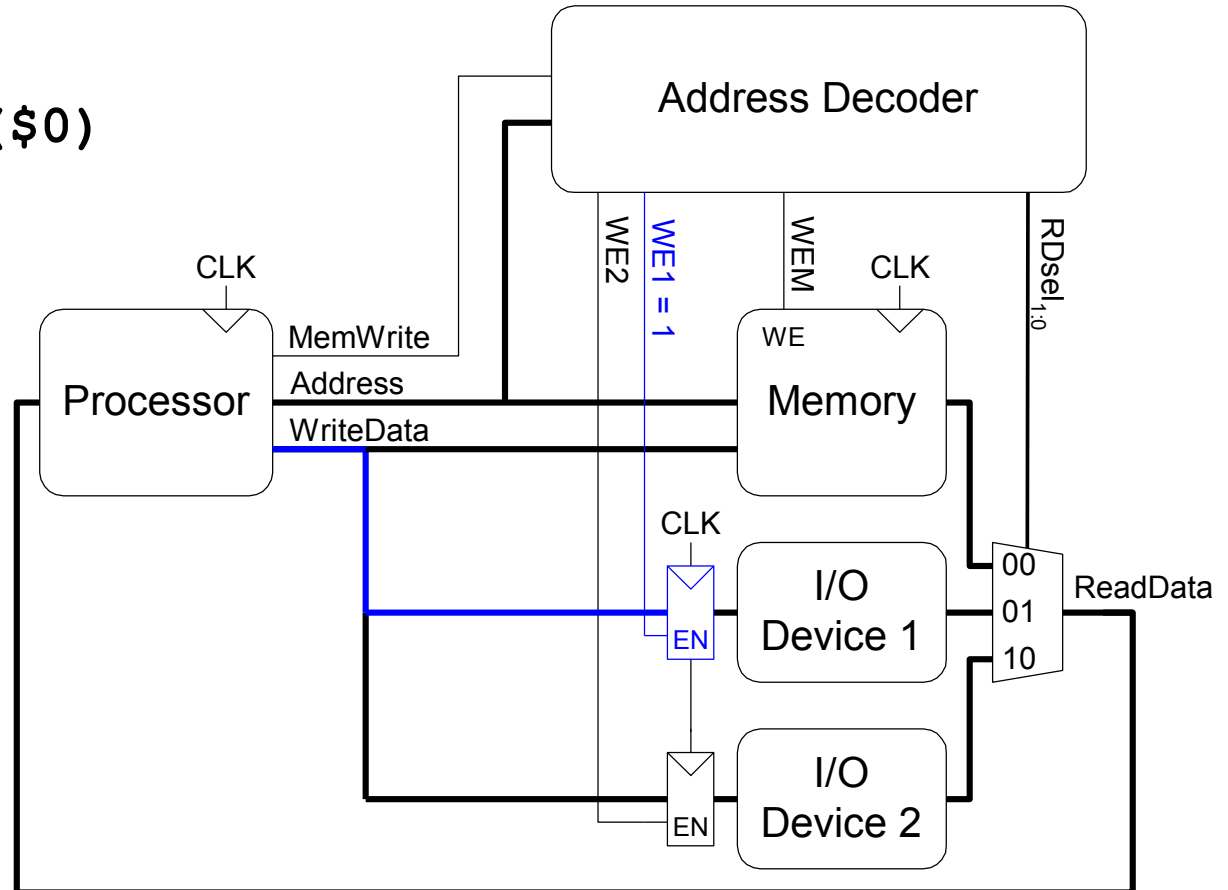 ($0)
Address Decoder
WE2
WE1 = 1
WEM
RDsel1:0
CLK
CLK
MemWrite
Address
WriteData
Processor
WE
Memory
CLK
EN
I/O
Device 1
00
01
10
ReadData
EN
I/O
Device 2